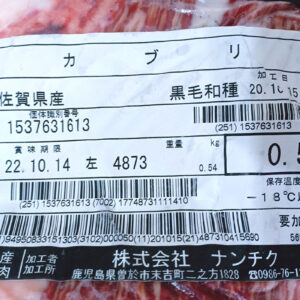 カブリ
加工日
佐賀県産 黒毛和種 20.10.15
個体識別番号
1537631613 (251) 1537631613
賞味期限 重量 kg
22.10.14 左 4873 0.54 0.5
保存温度
(251) 1537631613 (7002) 17748731111410
-18℃
要加
加工者 株式会社 ナンチク
加工所 鹿児島県曽於市末吉町二之方1828 ☎0986-76-1